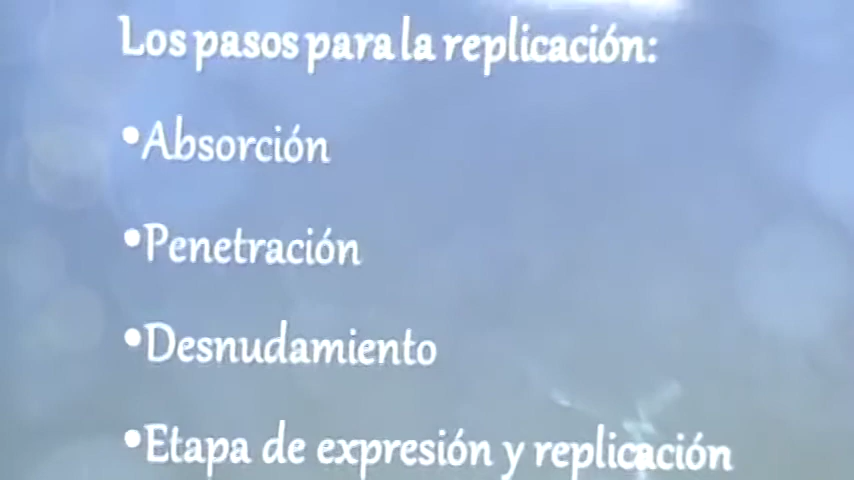 Los pasos para la replicación:
•Absorción
•Penetración
•Desnudamiento
•Etapa de expresión y replicación